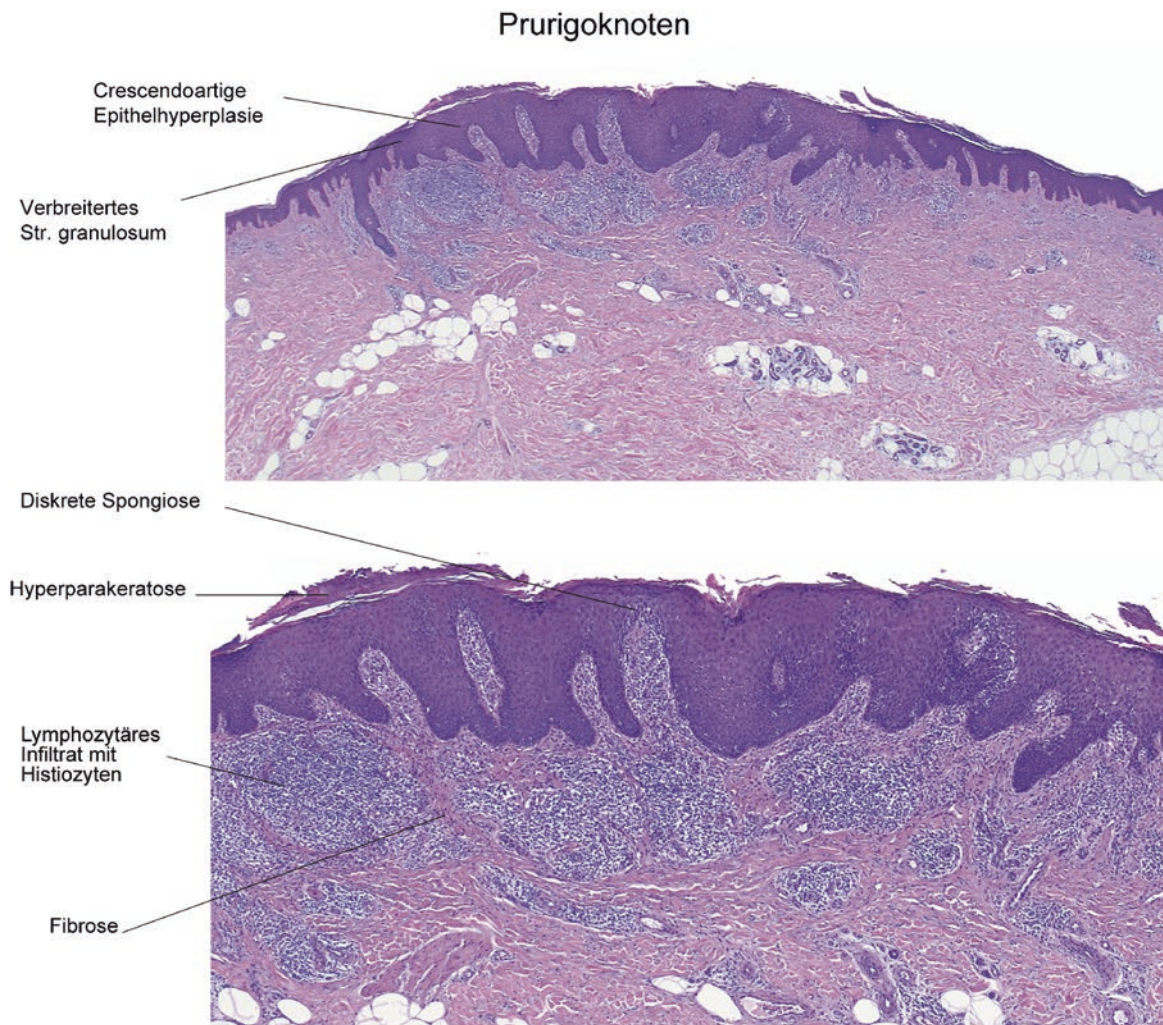 Prurigoknoten
Crescendoartige
Epithelhyperplasie
Verbreitertes
Str. granulosum
Diskrete Spongiose
Hyperparakeratose
Lymphozytäres
Infiltrat mit
Histiozyten
Fibrose